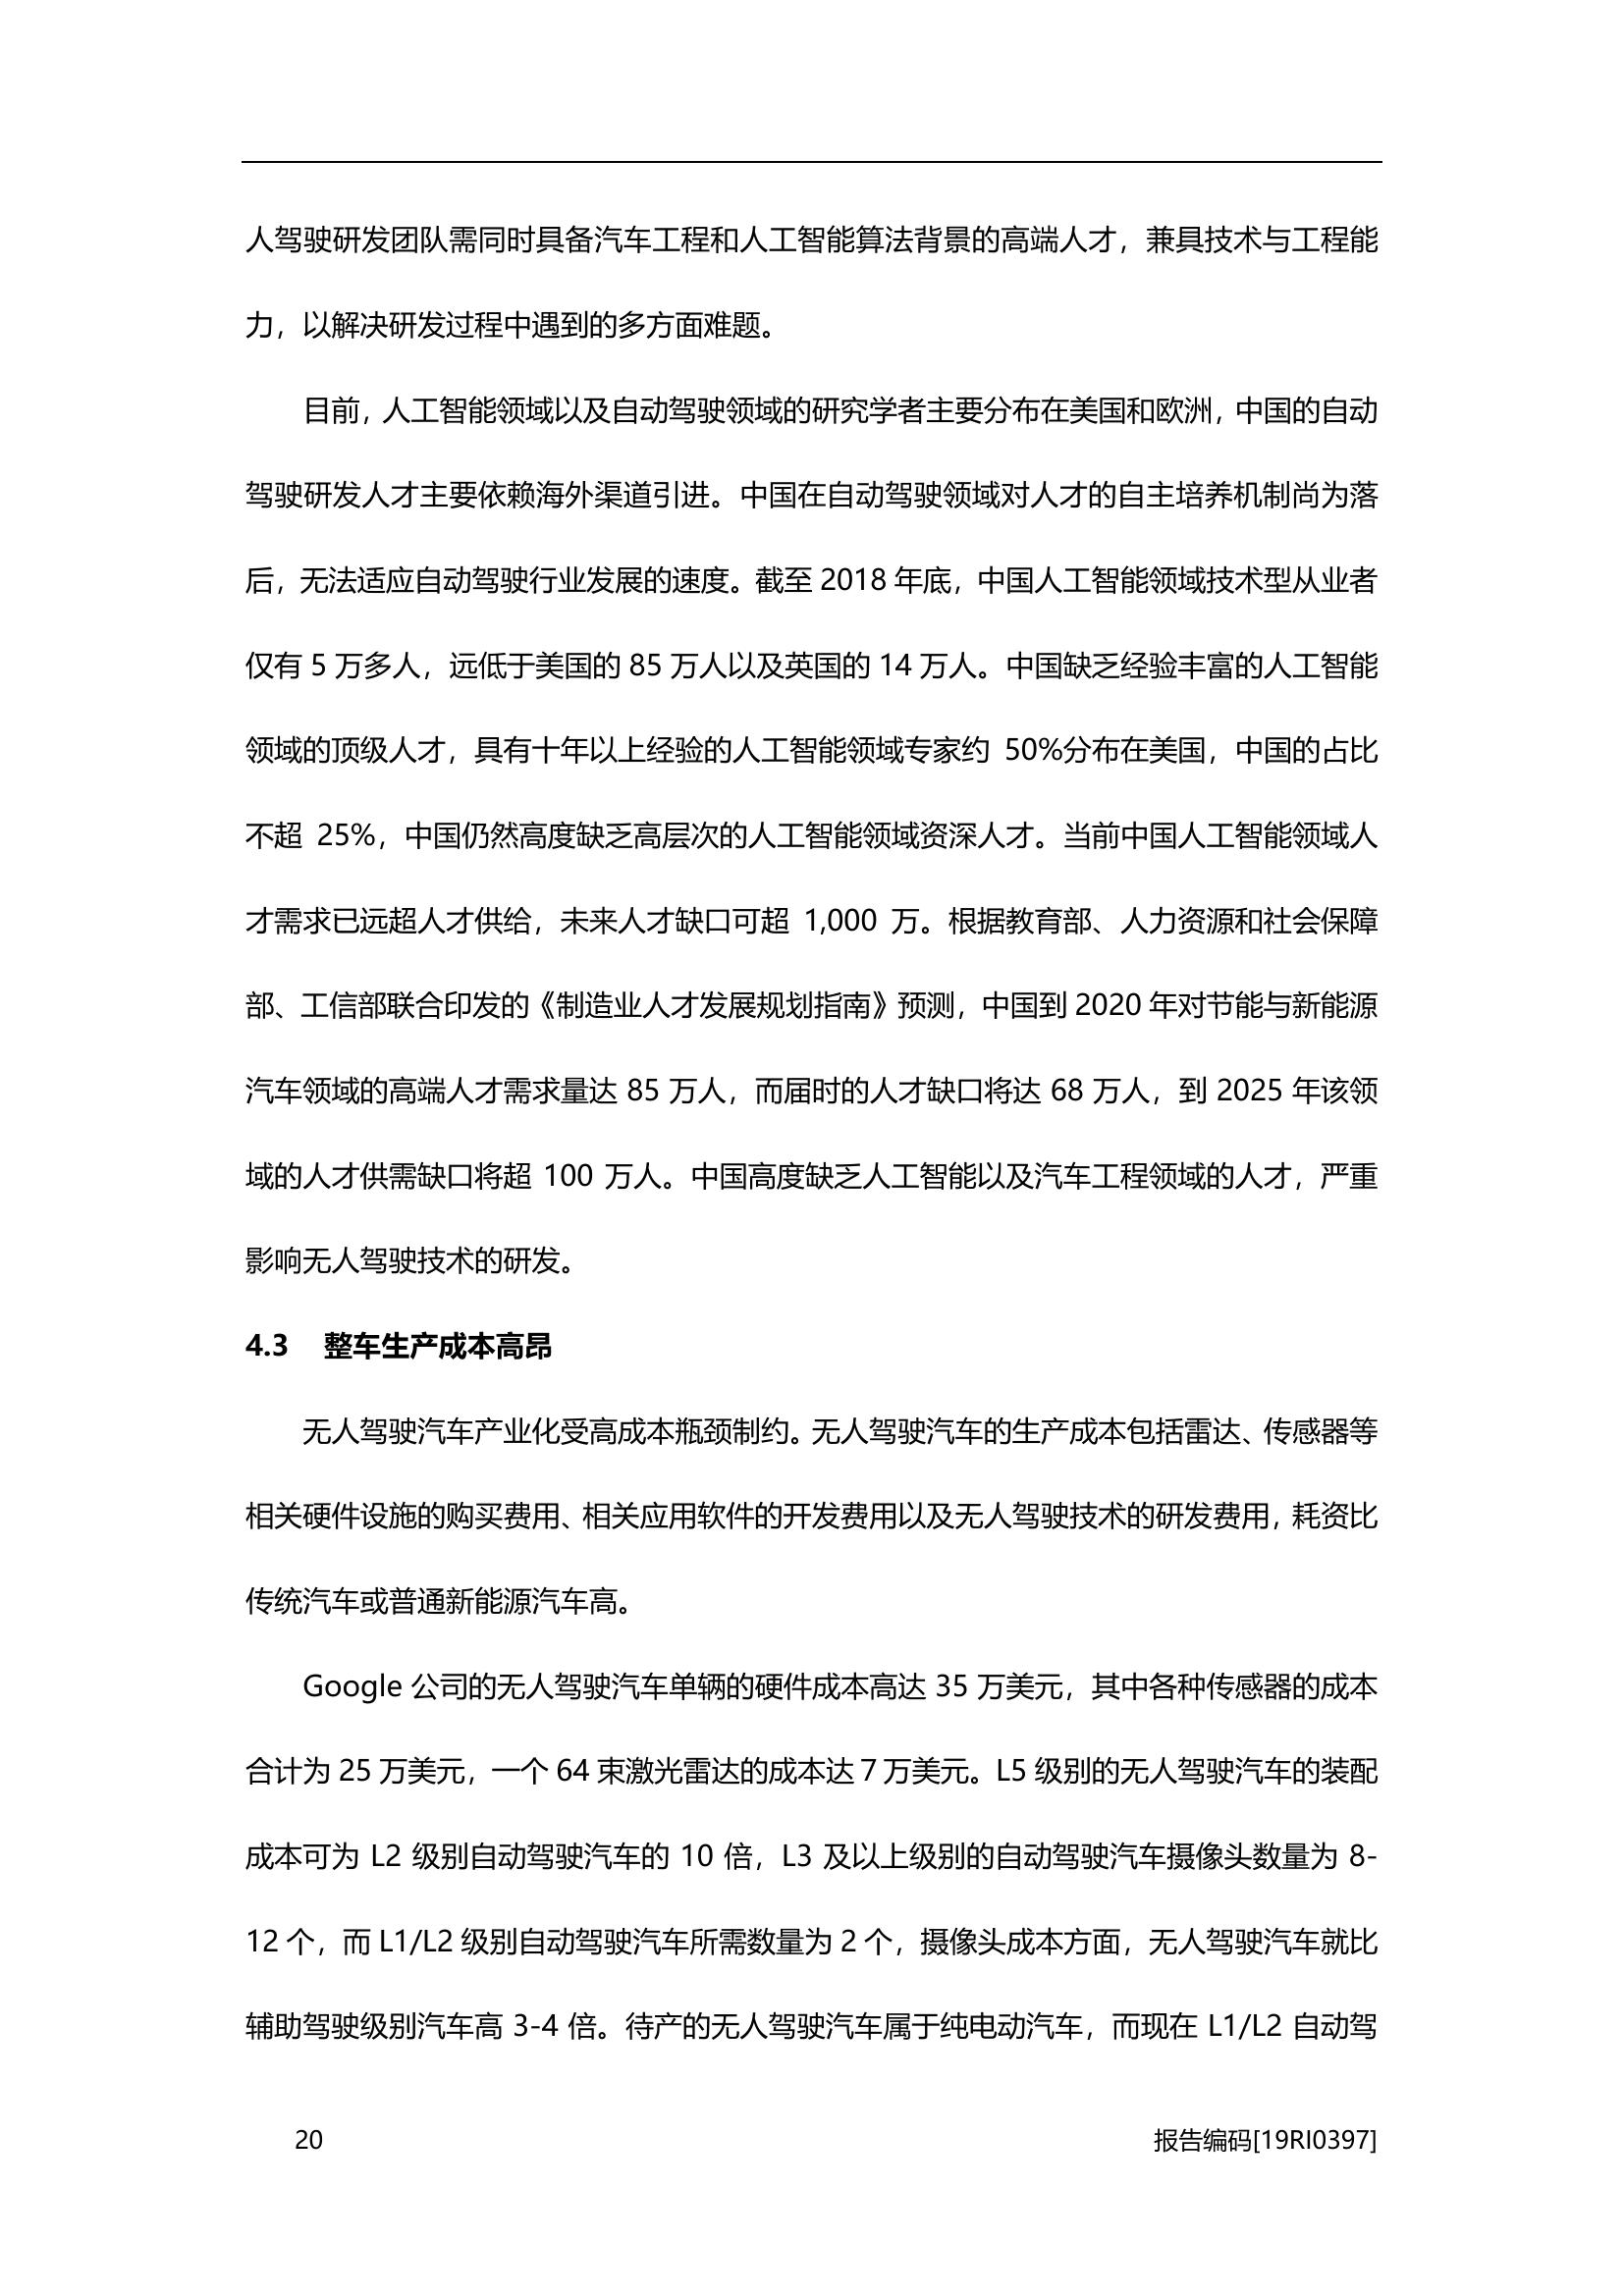 人驾驶研发团队需同时具备汽车工程和人工智能算法背景的高端人才，兼具技术与工程能
力，以解决研发过程中遇到的多方面难题。
目前，人工智能领域以及自动驾驶领域的研究学者主要分布在美国和欧洲，中国的自动
驾驶研发人才主要依赖海外渠道引进。中国在自动驾驶领域对人才的自主培养机制尚为落
后，无法适应自动驾驶行业发展的速度。截至 2018 年底，中国人工智能领域技术型从业者
仅有 5 万多人，远低于美国的 85 万人以及英国的 14 万人。中国缺乏经验丰富的人工智能
领域的顶级人才，具有十年以上经验的人工智能领域专家约 50%分布在美国，中国的占比
不超 25%，中国仍然高度缺乏高层次的人工智能领域资深人才。当前中国人工智能领域人
才需求已远超人才供给，未来人才缺口可超 1,000 万。根据教育部、人力资源和社会保障
部、工信部联合印发的《制造业人才发展规划指南》预测，中国到 2020 年对节能与新能源
汽车领域的高端人才需求量达 85 万人，而届时的人才缺口将达 68 万人，到 2025 年该领
域的人才供需缺口将超 100 万人。中国高度缺乏人工智能以及汽车工程领域的人才，严重
影响无人驾驶技术的研发。
4.3 整车生产成本高昂
无人驾驶汽车产业化受高成本瓶颈制约。无人驾驶汽车的生产成本包括雷达、传感器等
相关硬件设施的购买费用、相关应用软件的开发费用以及无人驾驶技术的研发费用，耗资比
传统汽车或普通新能源汽车高。
Google 公司的无人驾驶汽车单辆的硬件成本高达 35 万美元，其中各种传感器的成本
合计为 25 万美元，一个 64 束激光雷达的成本达 7 万美元。L5 级别的无人驾驶汽车的装配
成本可为 L2 级别自动驾驶汽车的 10 倍，L3 及以上级别的自动驾驶汽车摄像头数量为 8-
12 个，而 L1/L2 级别自动驾驶汽车所需数量为 2 个，摄像头成本方面，无人驾驶汽车就比
辅助驾驶级别汽车高 3-4 倍。待产的无人驾驶汽车属于纯电动汽车，而现在 L1/L2 自动驾
20 报告编码[19RI0397]